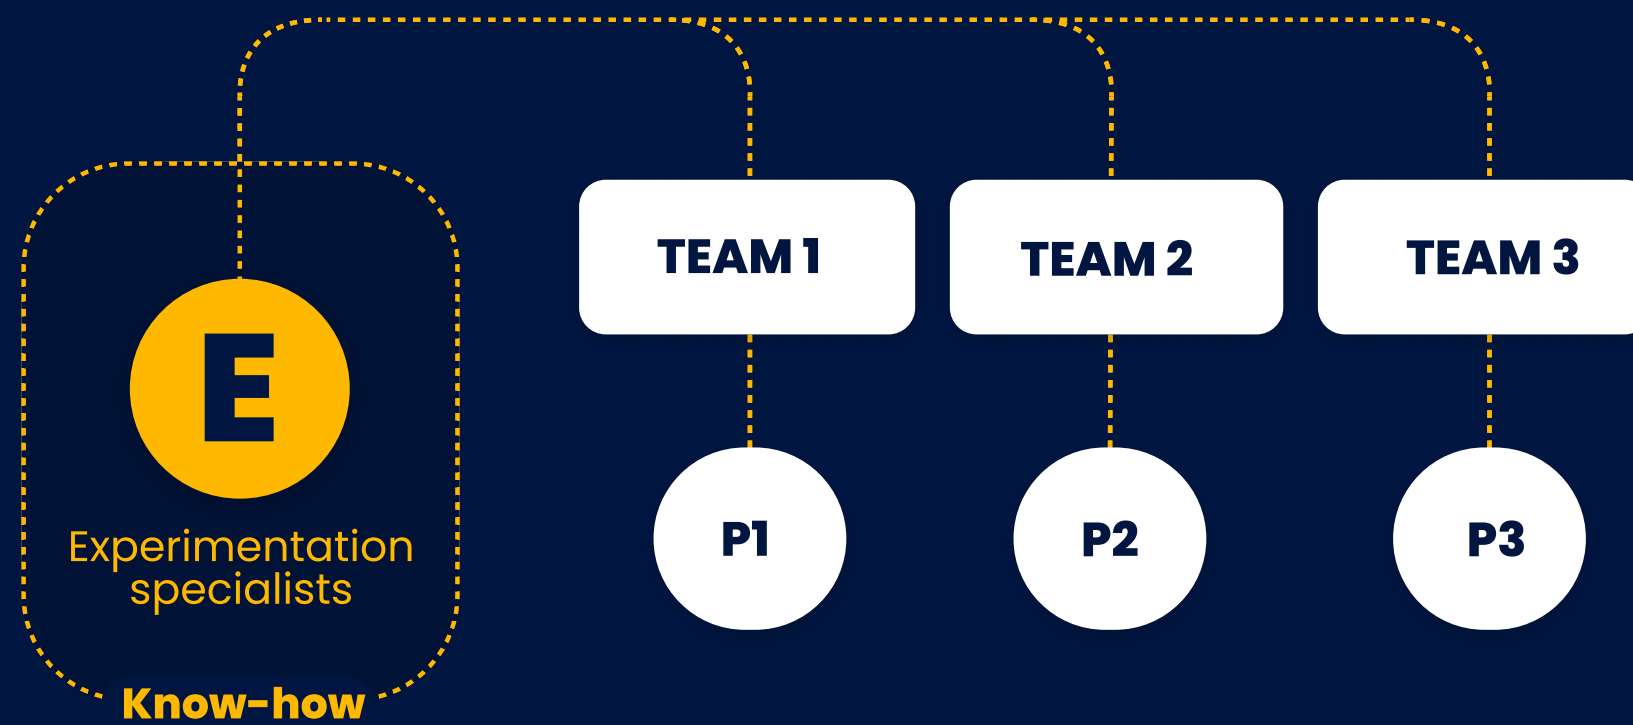 TEAM 1
TEAM 2
TEAM 3
E
Experimentation
specialists
P1
P2
P3
Know-how